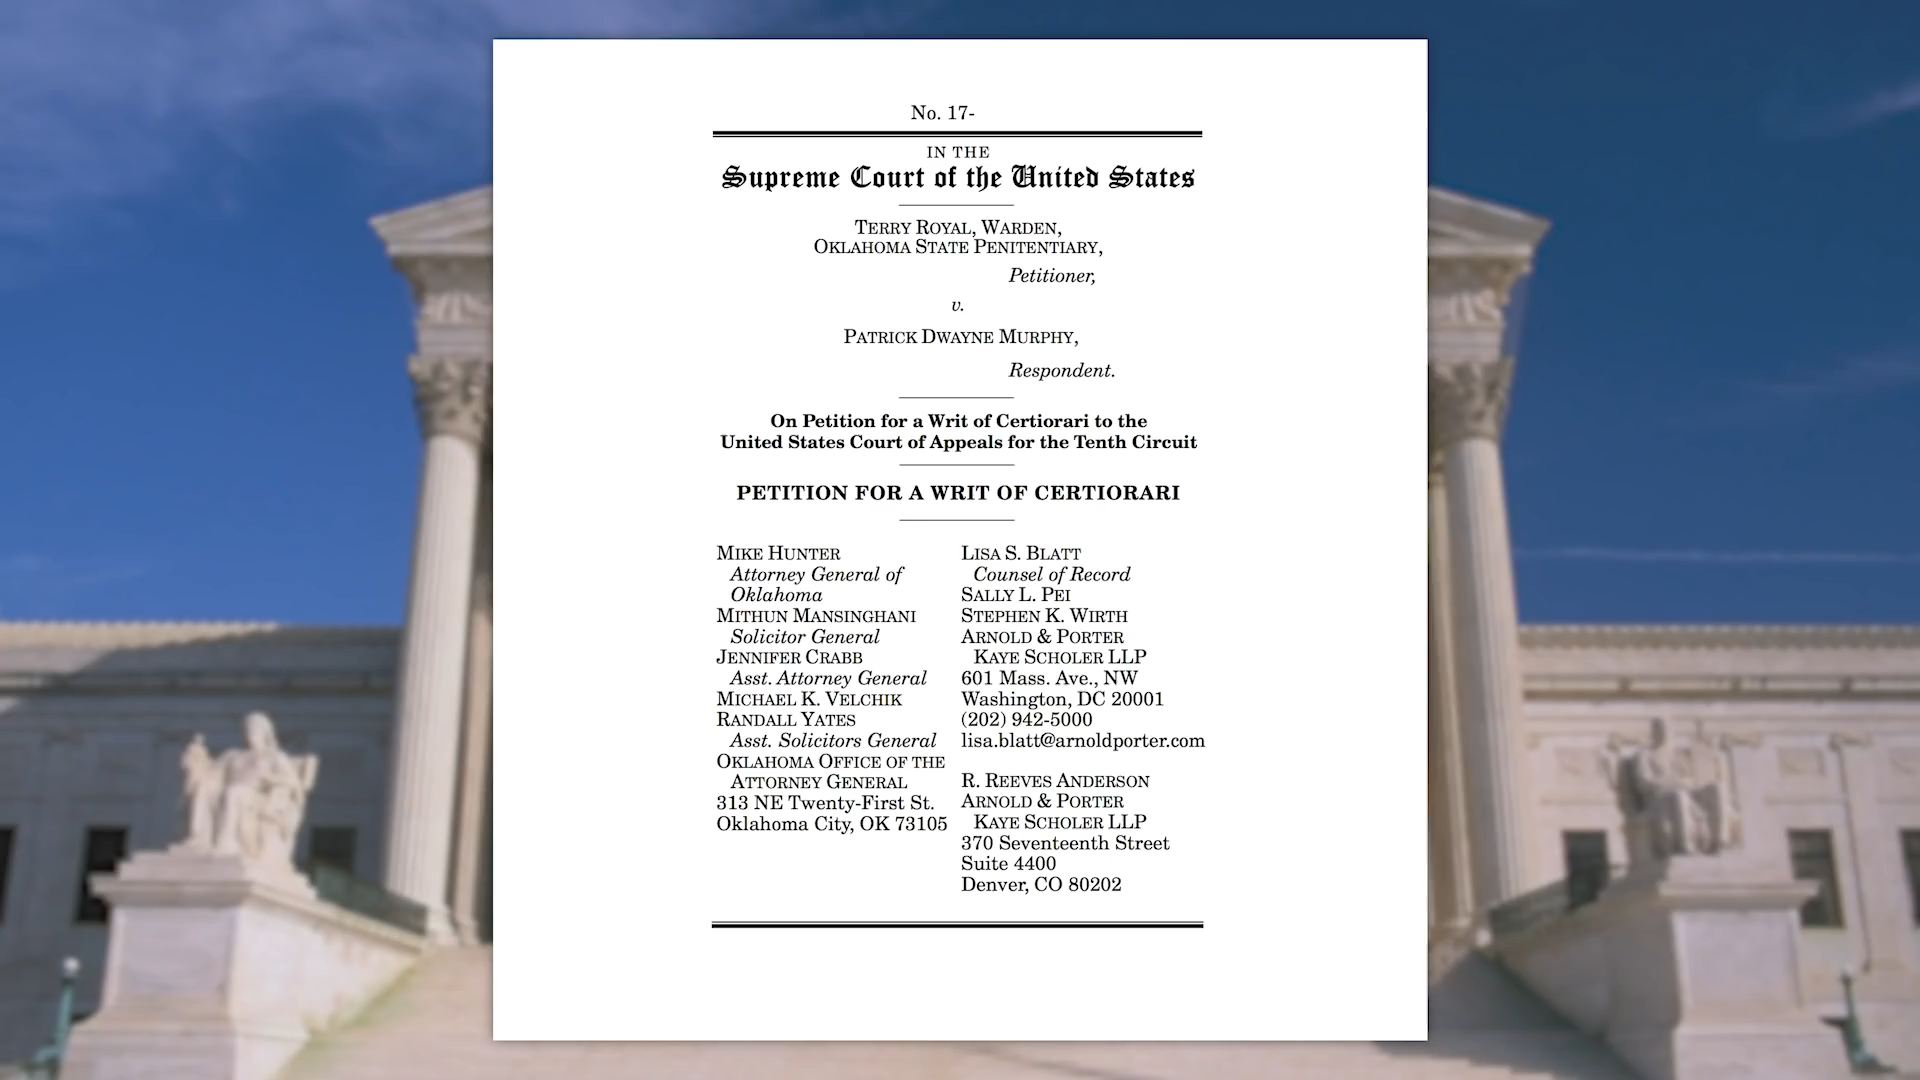 No. 17-
IN THE
Supreme Court of the United States
TERRY ROYAL, WARDEN,
OKLAHOMA STATE PENITENTIARY,
Petitioner,
v.
PATRICK DWAYNE MURPHY,
Respondent.
On Petition for a Writ of Certiorari to the
United States Court of Appeals for the Tenth Circuit
PETITION FOR A WRIT OF CERTIORARI
MIKE HUNTER
Attorney General of
Oklahoma
MITHUN MANSINGHANI
Solicitor General
JENNIFER CRABB
Asst. Attorney General
MICHAEL K. VELCHIK
RANDALL YATES
Asst. Solicitors General
OKLAHOMA OFFICE OF THE
ATTORNEY GENERAL
313 NE Twenty-First St.
Oklahoma City, OK 73105
LISA S. BLATT
Counsel of Record
SALLY L. PEI
STEPHEN K. WIRTH
ARNOLD & PORTER
KAYE SCHOLER LLP
601 Mass. Ave., NW
Washington, DC 20001
(202) 942-5000
lisa.blatt@arnoldporter.com
R. REEVES ANDERSON
ARNOLD & PORTER
KAYE SCHOLER LLP
370 Seventeenth Street
Suite 4400
Denver, CO 80202